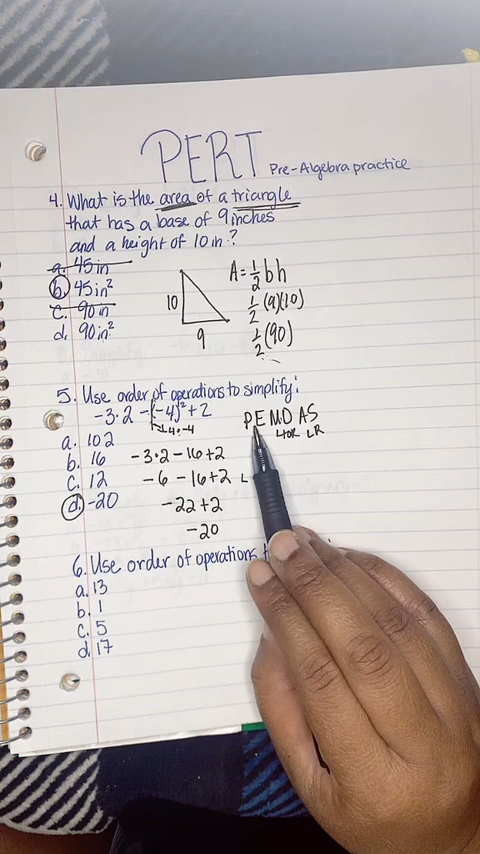 PERT Pre-Algebra practice
4. What is the area of a triangle
that has a base of 9 inches
and a height of 10 in.?
a. 45 in
b. 45 in²
c. 90 in
d. 90 in²
10
9
A = 1/2 bh
1/2 (9)(10)
1/2 (90)
5. Use order of operations to simplify:
-3·2 -(-4)² + 2
-4·-4
a. 102
b. 16
c. 12
d. -20
-3·2 - 16 + 2
-6 - 16 + 2
-22 + 2
-20
PEMDAS
LOR LR
L
6. Use order of operations
a. 13
b. 1
c. 5
d. 17